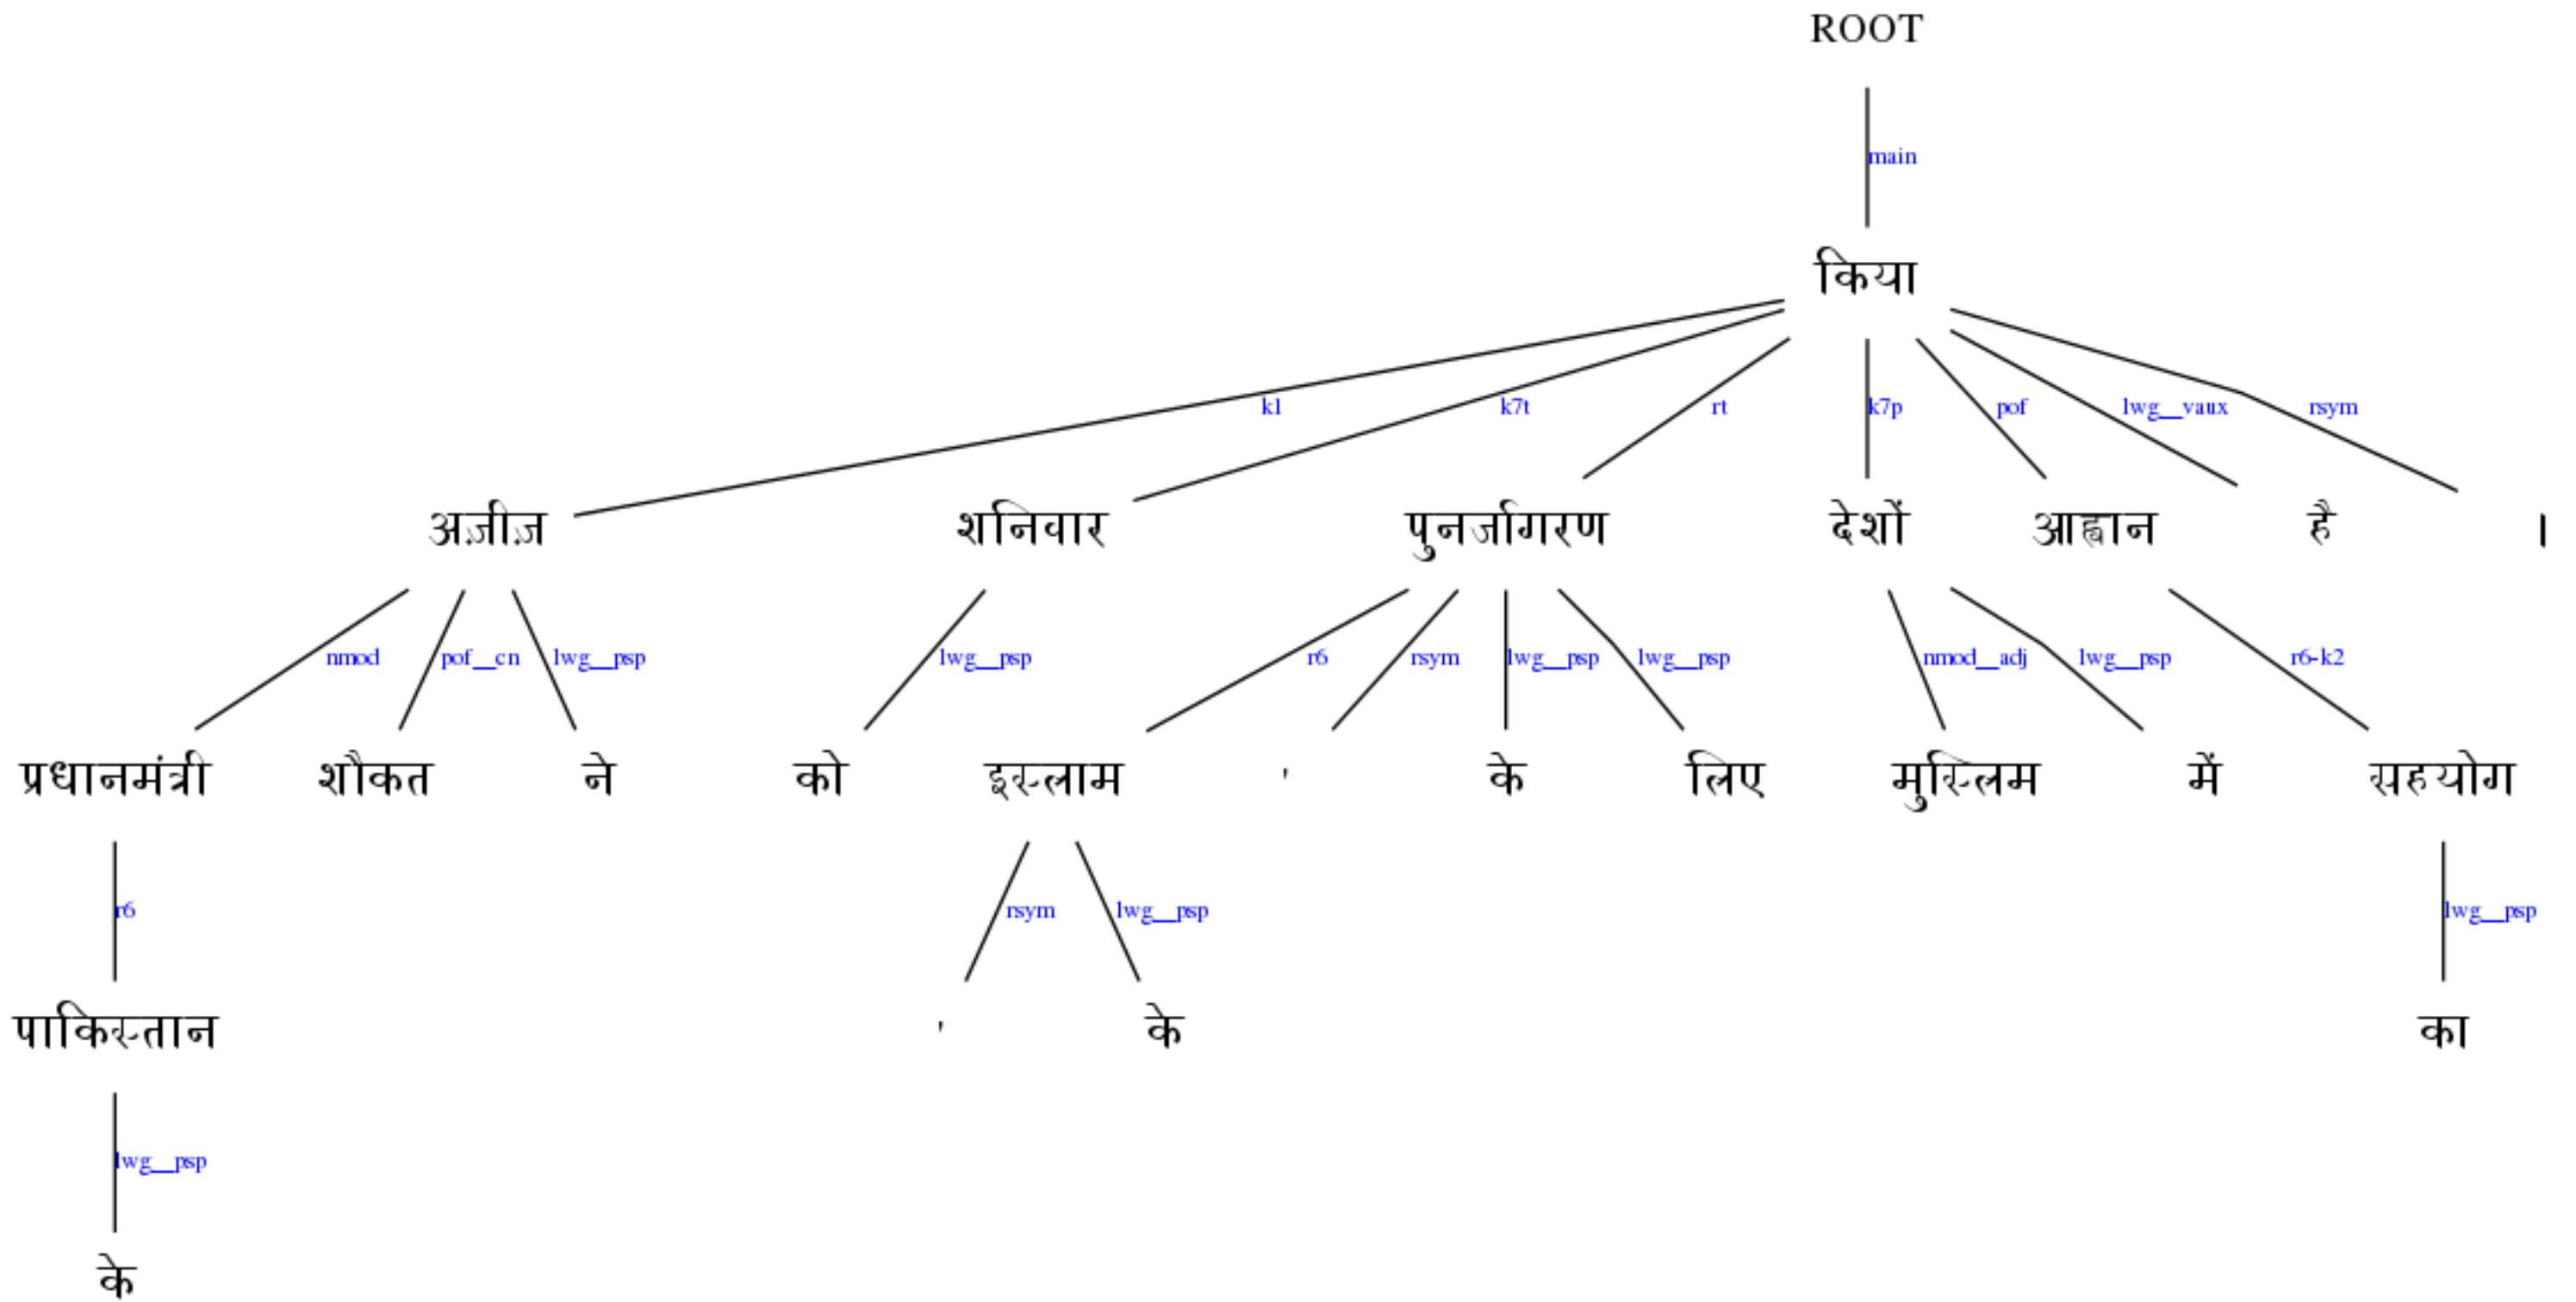 ROOT
main
किया
k1 k7t rt k7p pof lwg__vaux rsym
अज़ीज़ शनिवार पुनर्जागरण देशों आह्वान है ।
nmod pof__cn lwg__psp lwg__psp r6 rsym lwg__psp lwg__psp nmod__adj lwg__psp r6-k2
प्रधानमंत्री शौकत ने को इस्लाम ' के लिए मुस्लिम में सहयोग
r6 rsym lwg__psp lwg__psp
पाकिस्तान ' के का
lwg__psp
के